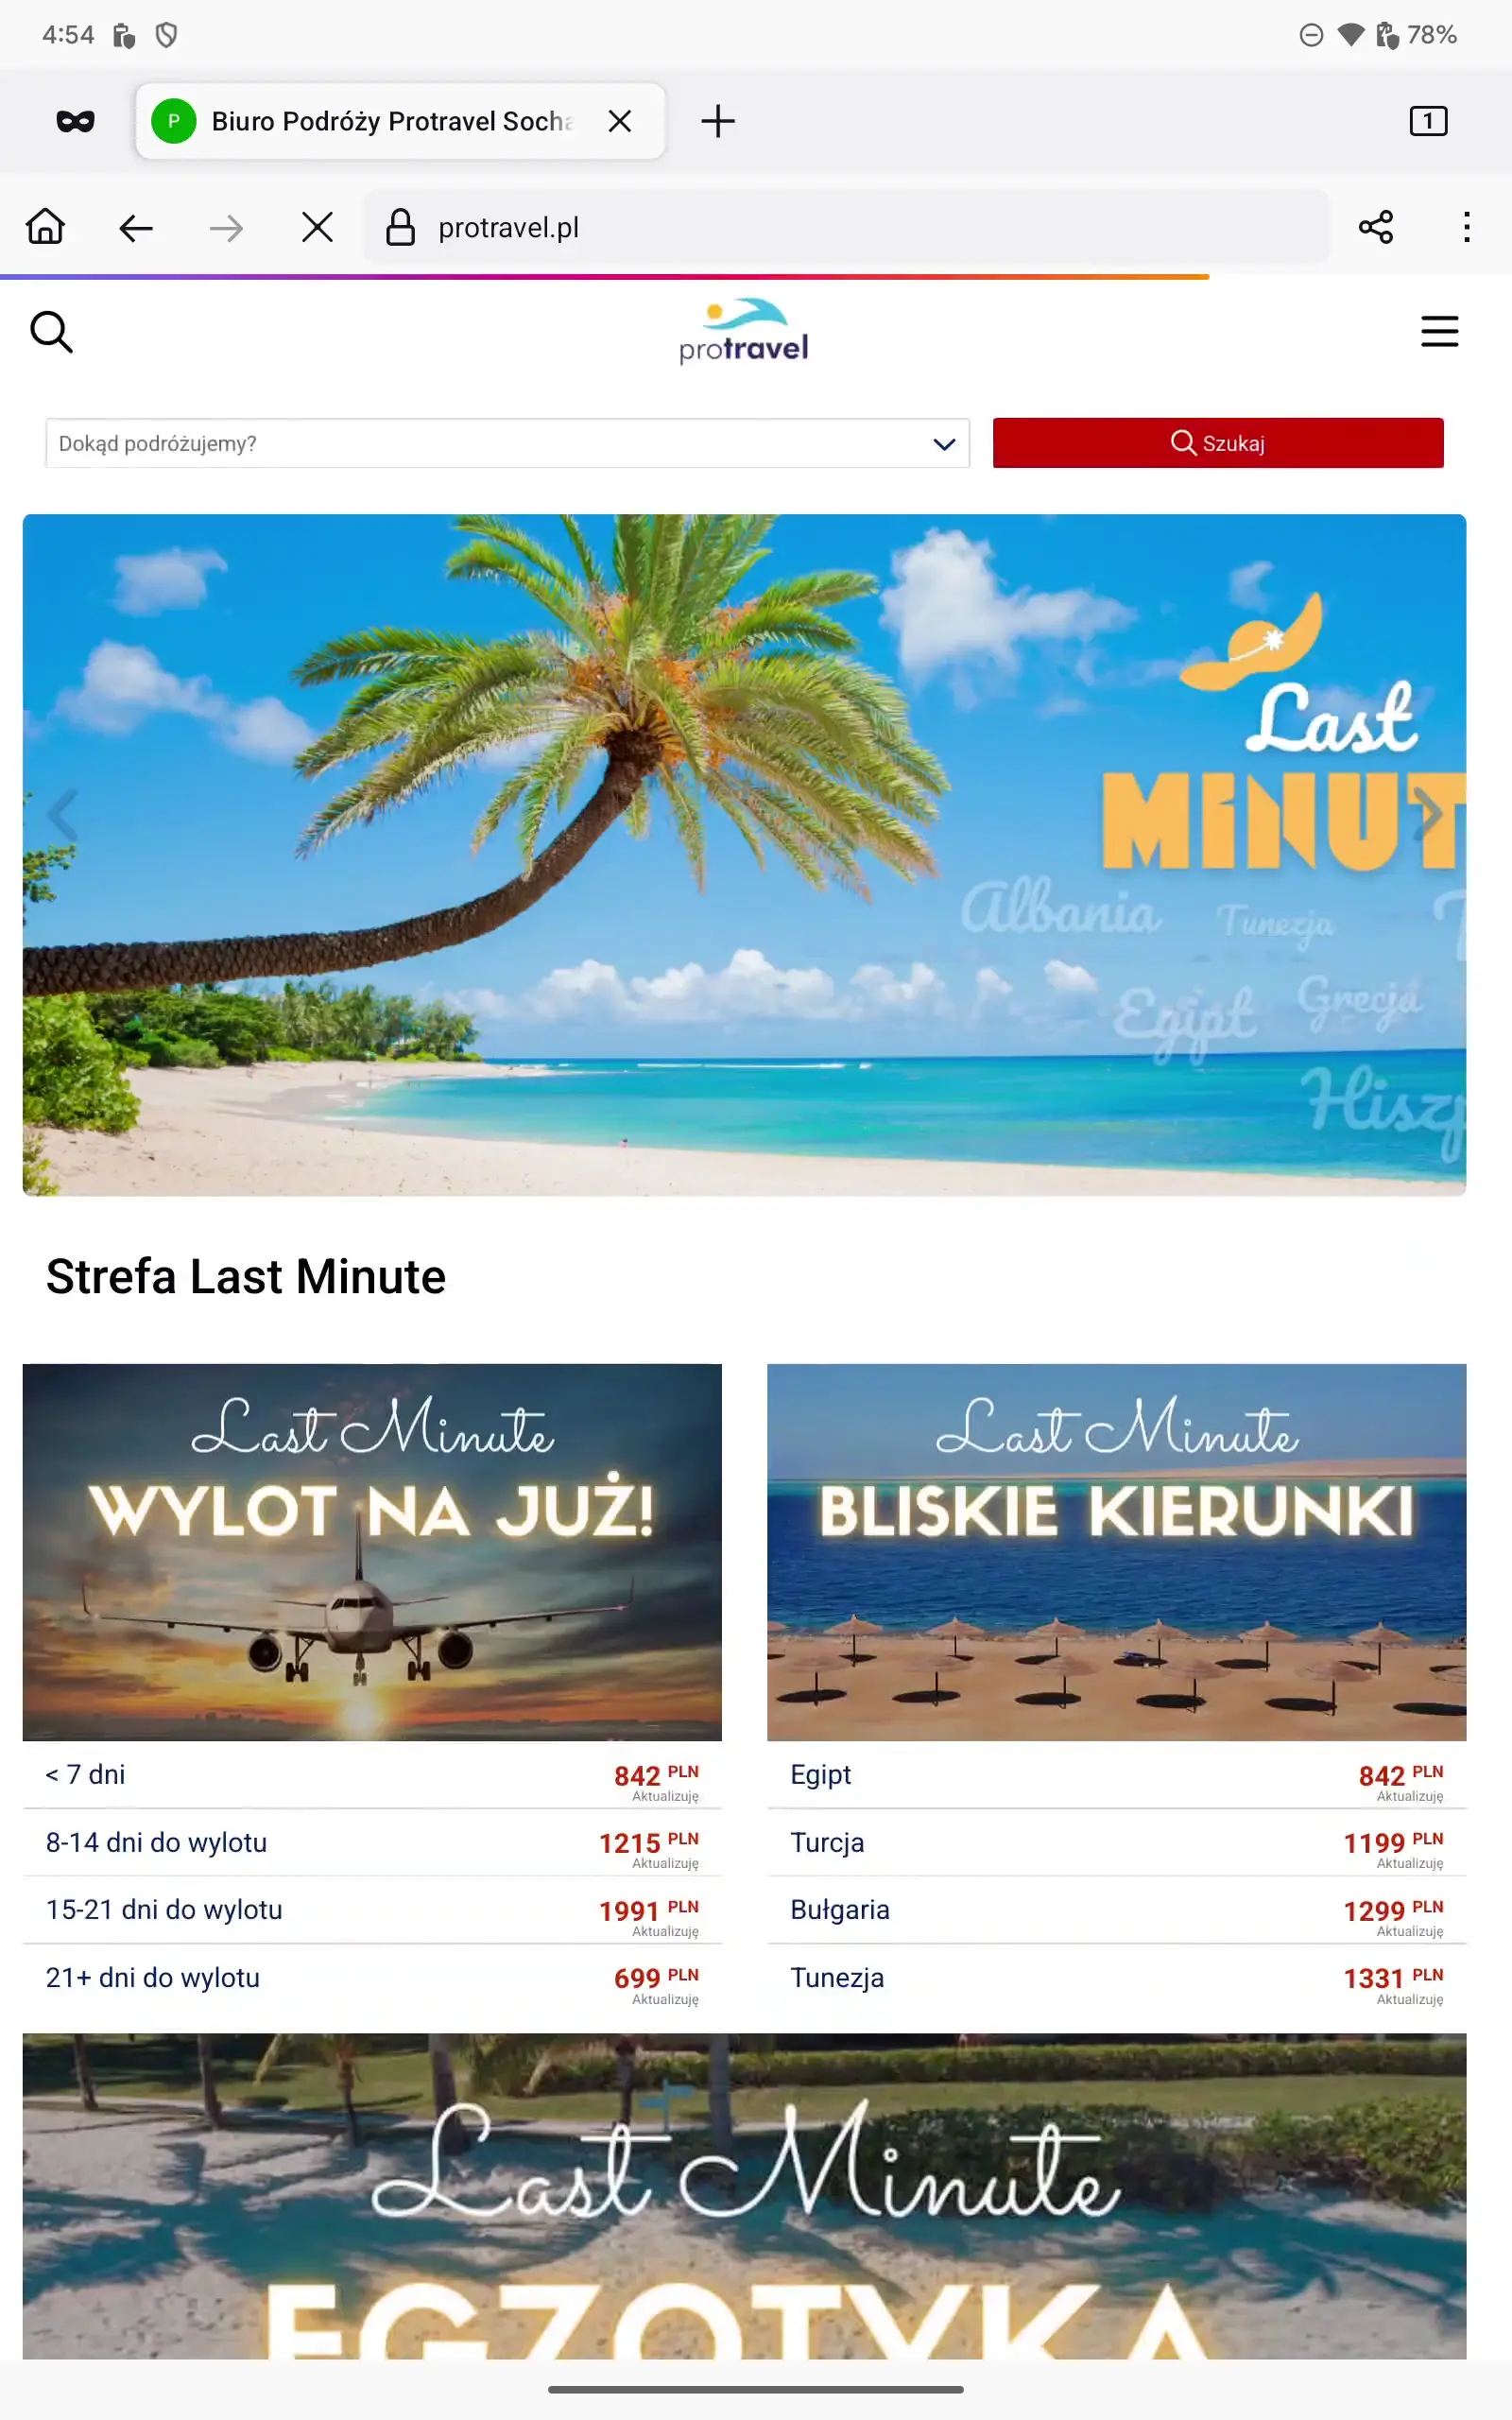 4:54
78%
P
Biuro Podróży Protravel Socha
1
protravel.pl
protravel
Dokąd podróżujemy?
Szukaj
Last
MINUT
Albania Tunezja
Egipt Grecja
Hiszp
Strefa Last Minute
Last Minute
WYLOT NA JUŻ!
< 7 dni 842 PLN
Aktualizuję
8-14 dni do wylotu 1215 PLN
Aktualizuję
15-21 dni do wylotu 1991 PLN
Aktualizuję
21+ dni do wylotu 699 PLN
Aktualizuję
Last Minute
BLISKIE KIERUNKI
Egipt 842 PLN
Aktualizuję
Turcja 1199 PLN
Aktualizuję
Bułgaria 1299 PLN
Aktualizuję
Tunezja 1331 PLN
Aktualizuję
Last Minute
EGZOTYKA